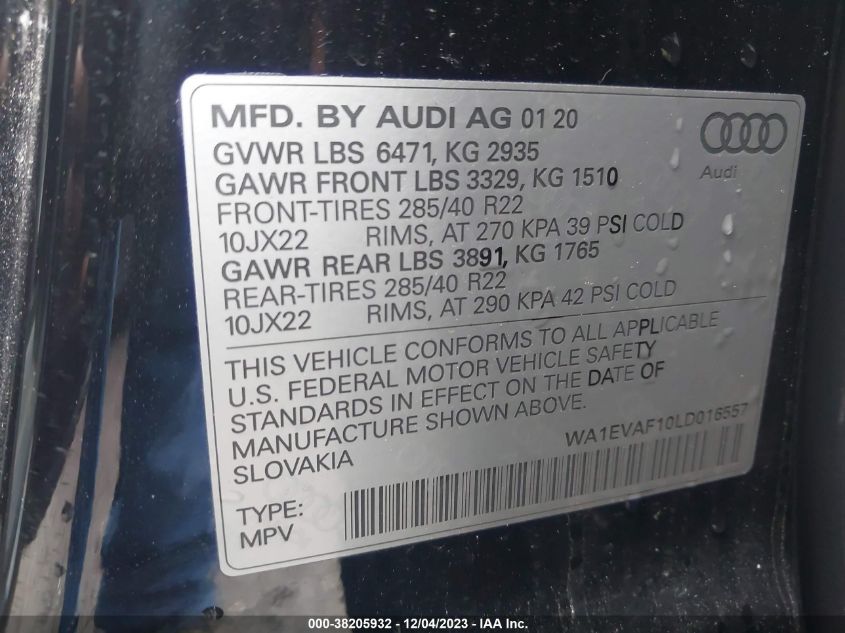 MFD. BY AUDI AG 01 20
GVWR LBS 6471, KG 2935
GAWR FRONT LBS 3329, KG 1510
FRONT-TIRES 285/40 R22
10JX22 RIMS, AT 270 KPA 39 PSI COLD
GAWR REAR LBS 3891, KG 1765
REAR-TIRES 285/40 R22
10JX22 RIMS, AT 290 KPA 42 PSI COLD
Audi
THIS VEHICLE CONFORMS TO ALL APPLICABLE
U.S. FEDERAL MOTOR VEHICLE SAFETY
STANDARDS IN EFFECT ON THE DATE OF
MANUFACTURE SHOWN ABOVE.
SLOVAKIA
WA1EVAF10LD016557
TYPE:
MPV
000-38205932 - 12/04/2023 - IAA Inc.